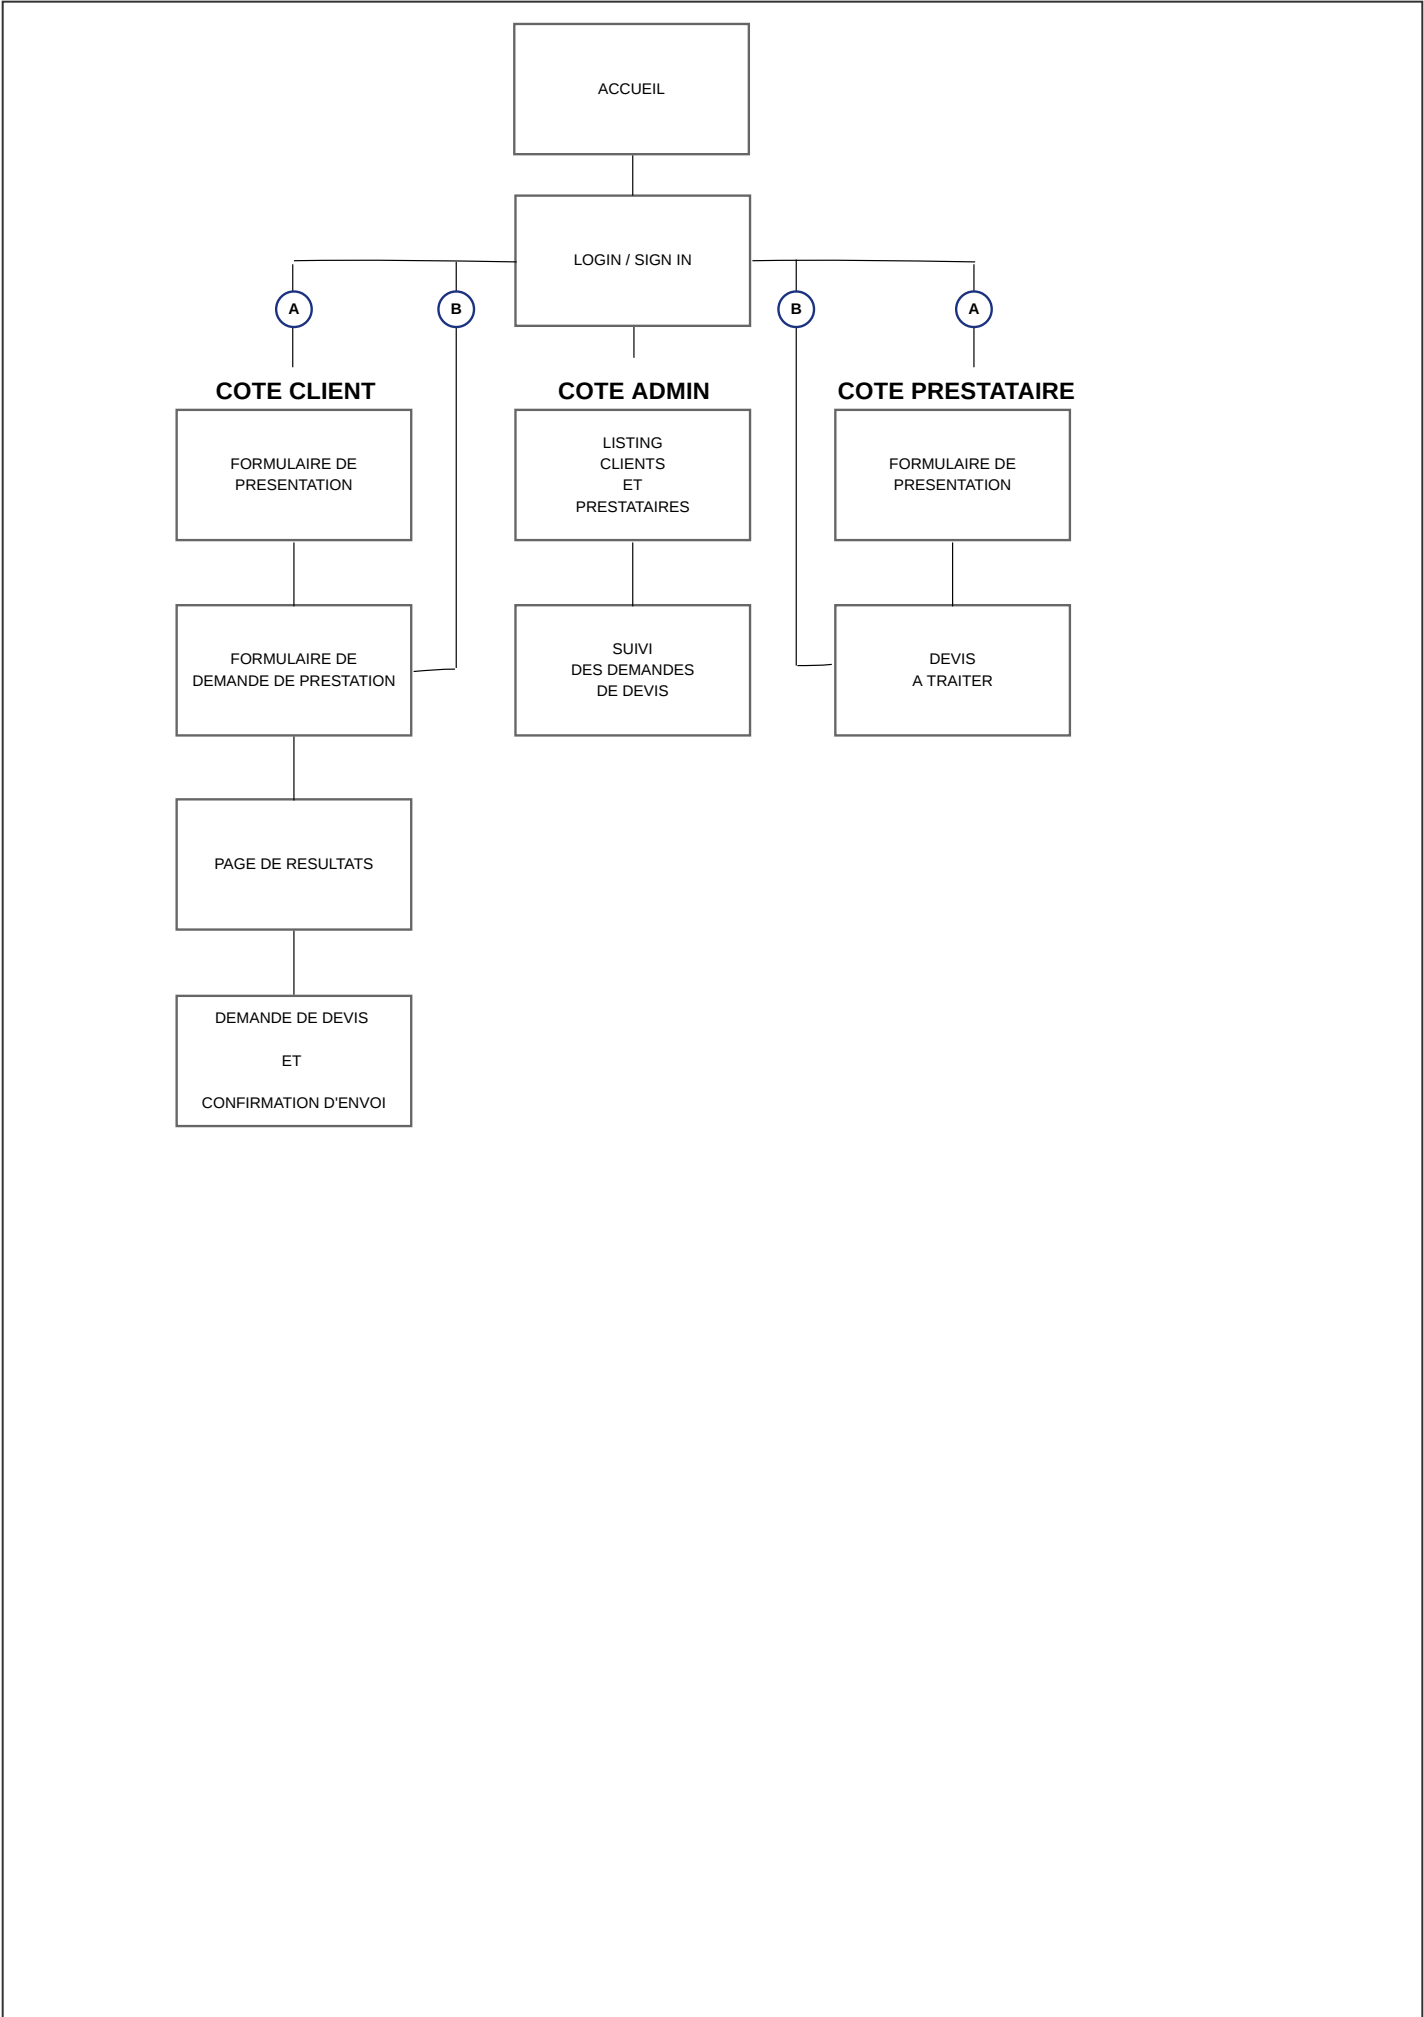 ACCUEIL
LOGIN / SIGN IN
A
B
B
A
COTE CLIENT
COTE ADMIN
COTE PRESTATAIRE
FORMULAIRE DE
PRESENTATION
LISTING
CLIENTS
ET
PRESTATAIRES
FORMULAIRE DE
PRESENTATION
FORMULAIRE DE
DEMANDE DE PRESTATION
SUIVI
DES DEMANDES
DE DEVIS
DEVIS
A TRAITER
PAGE DE RESULTATS
DEMANDE DE DEVIS
ET
CONFIRMATION D'ENVOI